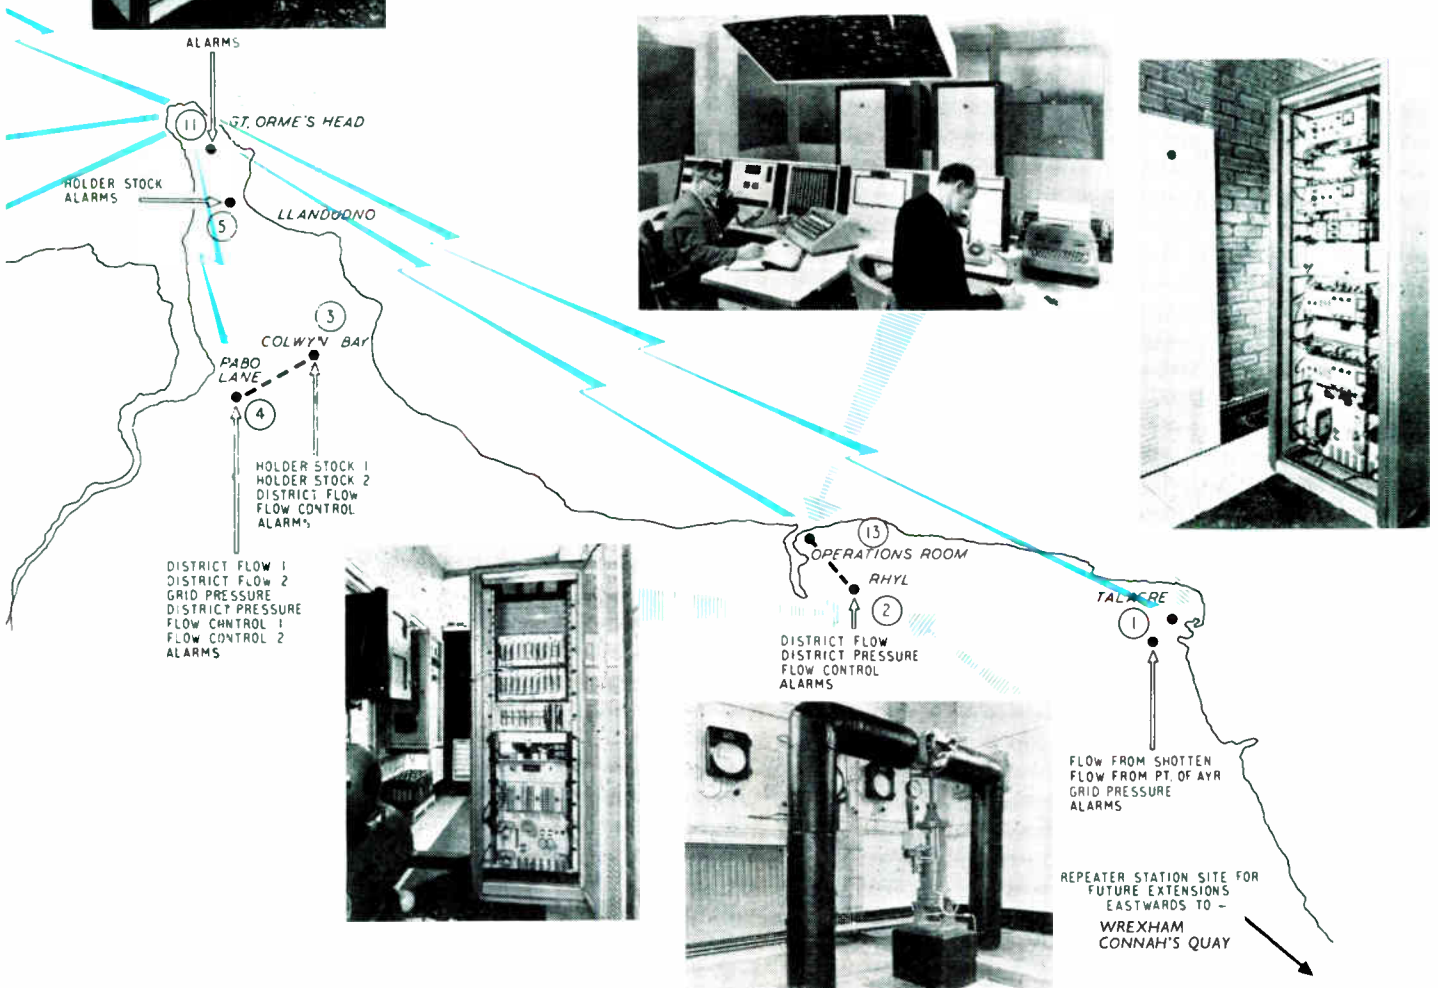 ALARMS
11
GT. ORME'S HEAD
HOLDER STOCK
ALARMS
5
LLANDUDNO
3
COLWYN BAY
PABO
LANE
4
HOLDER STOCK 1
HOLDER STOCK 2
DISTRICT FLOW
FLOW CONTROL
ALARMS
DISTRICT FLOW 1
DISTRICT FLOW 2
GRID PRESSURE
DISTRICT PRESSURE
FLOW CONTROL 1
FLOW CONTROL 2
ALARMS
13
OPERATIONS ROOM
RHYL
2
DISTRICT FLOW
DISTRICT PRESSURE
FLOW CONTROL
ALARMS
TALACRE
1
FLOW FROM SHOTTEN
FLOW FROM PT. OF AYR
GRID PRESSURE
ALARMS
REPEATER STATION SITE FOR
FUTURE EXTENSIONS
EASTWARDS TO –
WREXHAM
CONNAH'S QUAY